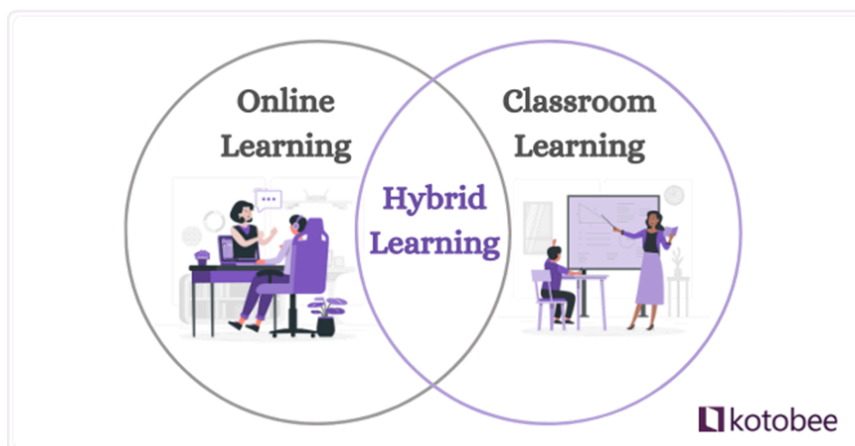 Online
Learning
Classroom
Learning
Hybrid
Learning
kotobee